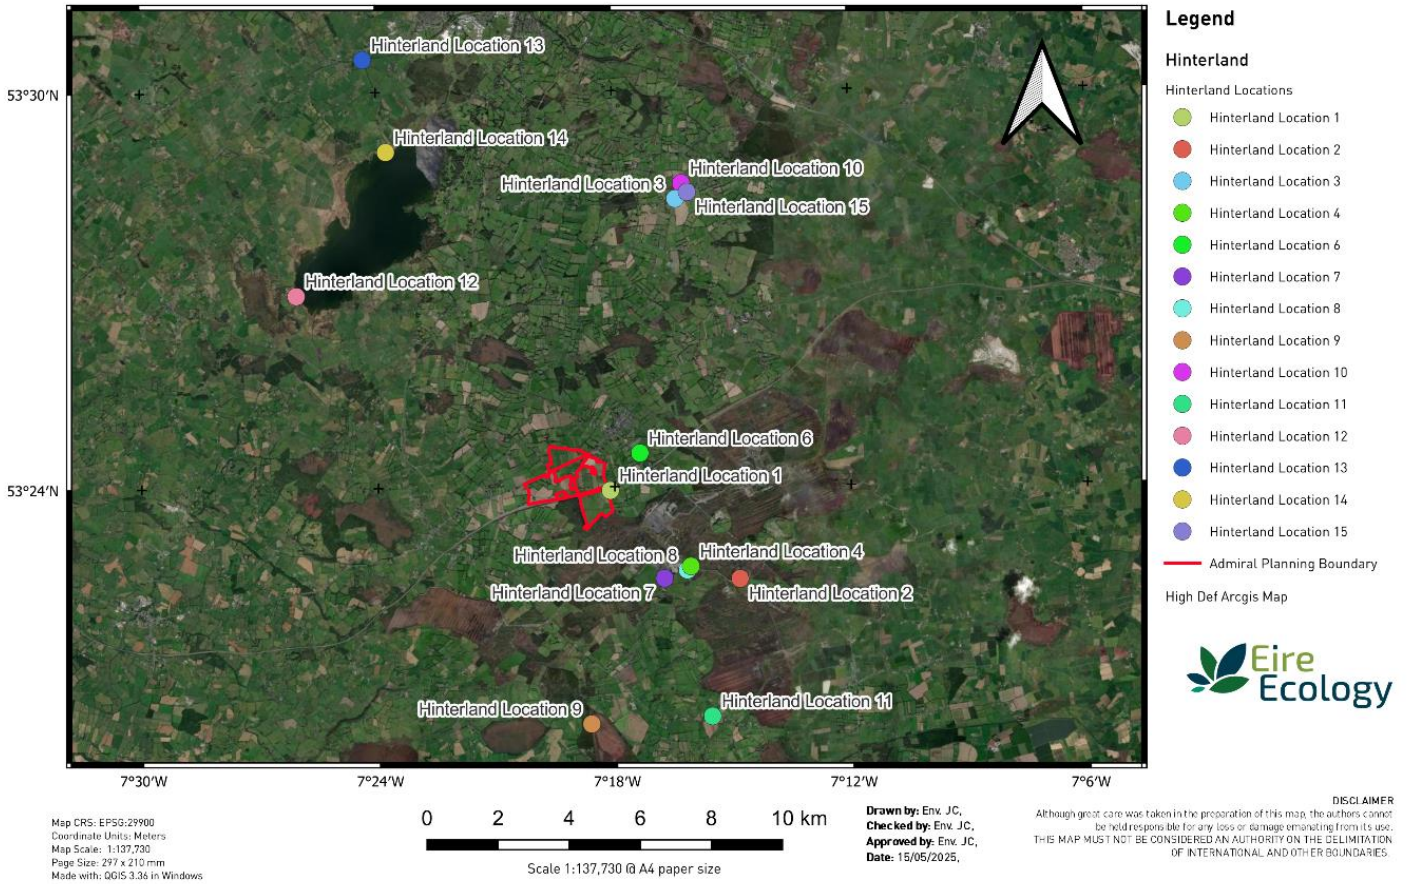 Hinterland Location 13
53°30'N
Hinterland Location 14
Hinterland Location 10
Hinterland Location 3
Hinterland Location 15
Hinterland Location 12
Hinterland Location 6
Hinterland Location 1
53°24'N
Hinterland Location 8
Hinterland Location 4
Hinterland Location 7
Hinterland Location 2
Hinterland Location 9
Hinterland Location 11
7°30'W
7°24'W
7°18'W
7°12'W
7°6'W
Legend
Hinterland
Hinterland Locations
Hinterland Location 1
Hinterland Location 2
Hinterland Location 3
Hinterland Location 4
Hinterland Location 6
Hinterland Location 7
Hinterland Location 8
Hinterland Location 9
Hinterland Location 10
Hinterland Location 11
Hinterland Location 12
Hinterland Location 13
Hinterland Location 14
Hinterland Location 15
Admiral Planning Boundary
High Def Arcgis Map
Eire
Ecology
Map CRS: EPSG:29900
Coordinate Units: Meters
Map Scale: 1:137,730
Page Size: 297 x 210 mm
Made with: QGIS 3.36 in Windows
0 2 4 6 8 10 km
Scale 1:137,730 @ A4 paper size
Drawn by: Env. JC,
Checked by: Env. JC,
Approved by: Env. JC,
Date: 15/05/2025,
DISCLAIMER
Although great care was taken in the preparation of this map, the authors cannot
be held responsible for any loss or damage emanating from its use.
THIS MAP MUST NOT BE CONSIDERED AN AUTHORITY ON THE DELIMITATION
OF INTERNATIONAL AND OTHER BOUNDARIES.